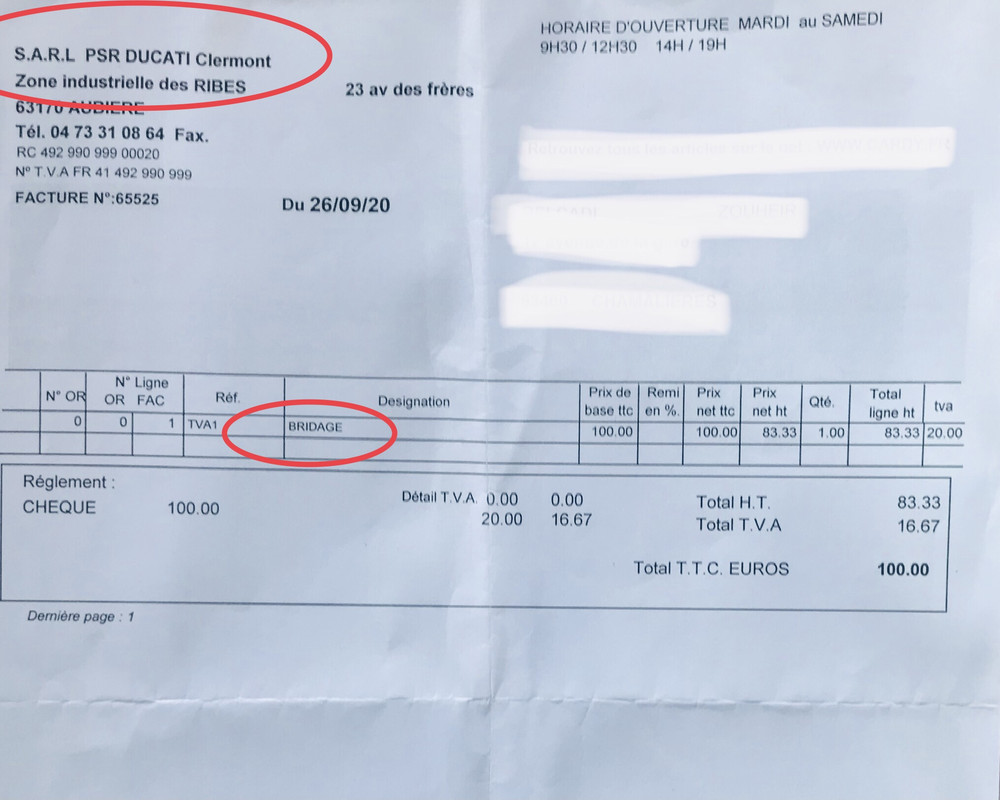 S.A.R.L PSR DUCATI Clermont
Zone industrielle des RIBES
23 av des frères
63170 AUBIERE
Tél. 04 73 31 08 64 Fax.
RC 492 990 999 00020
N° T.V.A FR 41 492 990 999
FACTURE N°:65525
Du 26/09/20
HORAIRE D'OUVERTURE MARDI au SAMEDI
9H30 / 12H30 14H / 19H
N° OR N° Ligne OR FAC Réf. Designation Prix de base ttc Remi en %. Prix net ttc Prix net ht Qté. Total ligne ht tva
0 0 1 TVA1 BRIDAGE 100.00 100.00 83.33 1.00 83.33 20.00
Réglement :
CHEQUE 100.00
Détail T.V.A. 0.00 0.00
20.00 16.67
Total H.T. 83.33
Total T.V.A 16.67
Total T.T.C. EUROS 100.00
Dernière page : 1